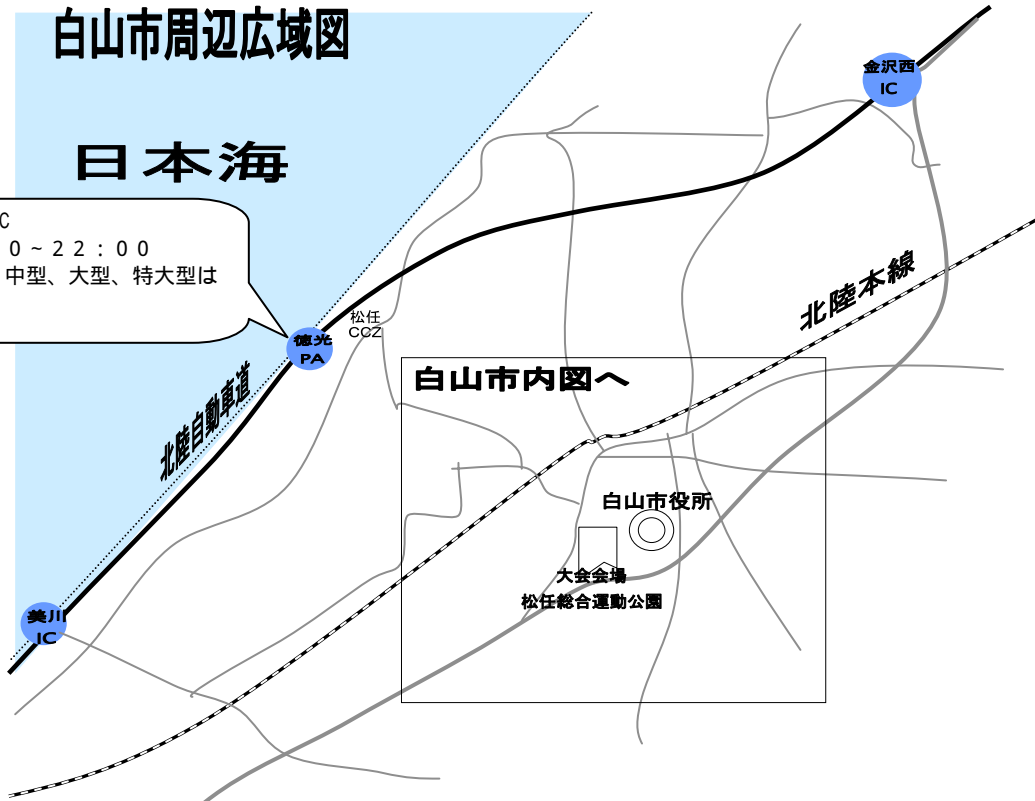 白山市周辺広域図
日本海
金沢西
IC
C
0~22:00
中型、大型、特大型は
松任
CCZ
徳光
PA
北陸本線
白山市内図へ
北陸自動車道
白山市役所
大会会場
松任総合運動公園
美川
IC